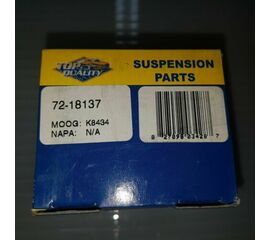 TOP
QUALITY
SUSPENSION
PARTS
72-18137
MOOG: K8434
NAPA: N/A